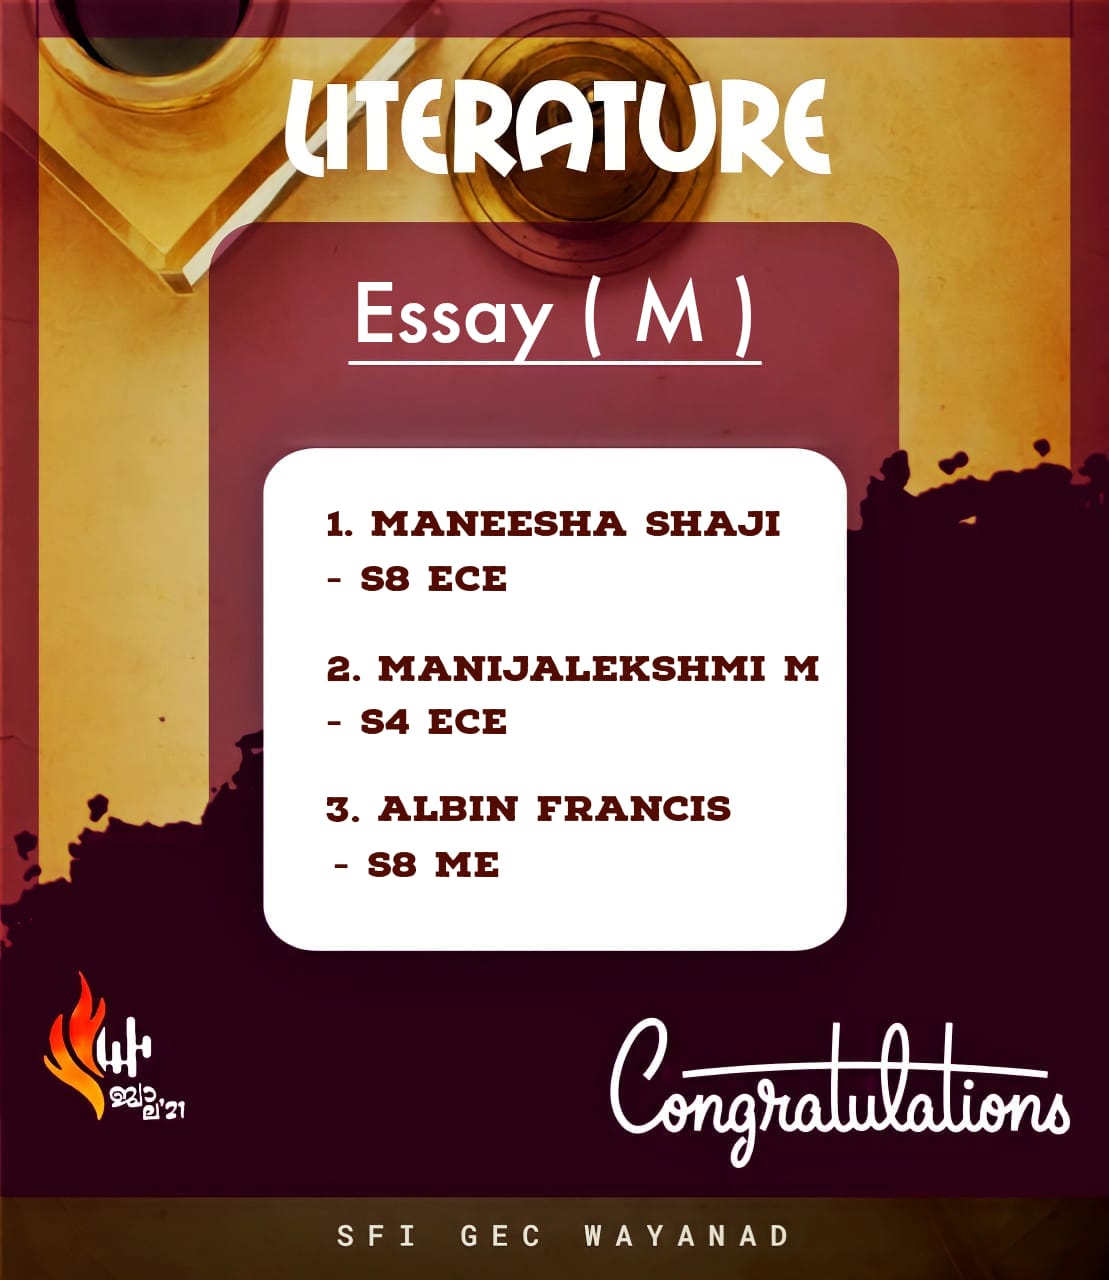 LITERATURE
Essay ( M )
1. MANEESHA SHAJI
- S8 ECE
2. MANIJALEKSHMI M
- S4 ECE
3. ALBIN FRANCIS
- S8 ME
ജ്വാ
ല'21
Congratulations
SFI GEC WAYANAD